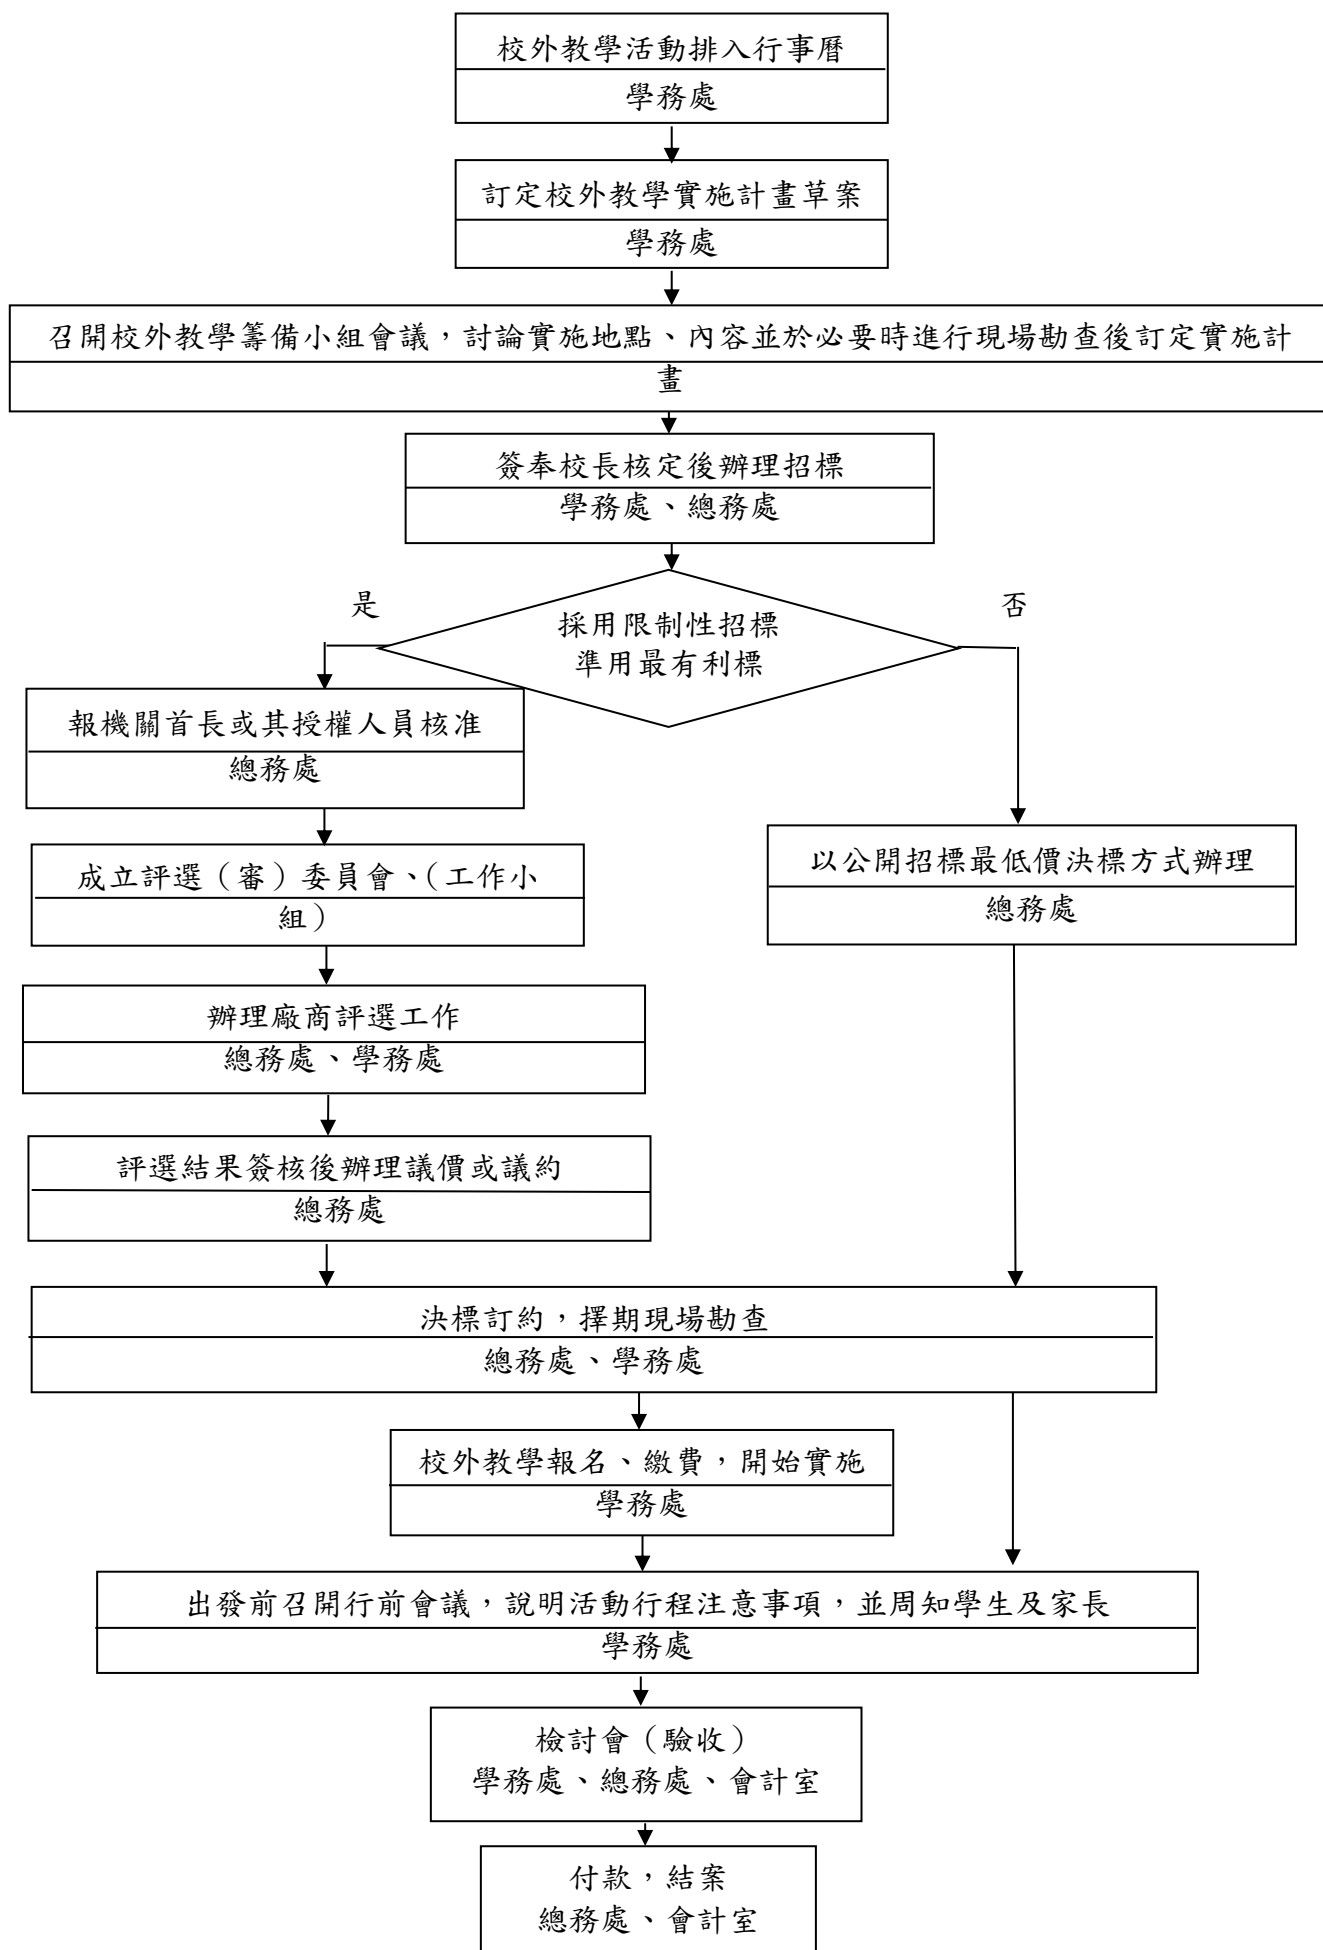 校外教學活動排入行事曆
學務處
訂定校外教學實施計畫草案
學務處
召開校外教學籌備小組會議，討論實施地點、內容並於必要時進行現場勘查後訂定實施計
畫
簽奉校長核定後辦理招標
學務處、總務處
是
否
採用限制性招標
準用最有利標
報機關首長或其授權人員核准
總務處
成立評選（審）委員會、（工作小
組）
以公開招標最低價決標方式辦理
總務處
辦理廠商評選工作
總務處、學務處
評選結果簽核後辦理議價或議約
總務處
決標訂約，擇期現場勘查
總務處、學務處
校外教學報名、繳費，開始實施
學務處
出發前召開行前會議，說明活動行程注意事項，並周知學生及家長
學務處
檢討會（驗收）
學務處、總務處、會計室
付款，結案
總務處、會計室